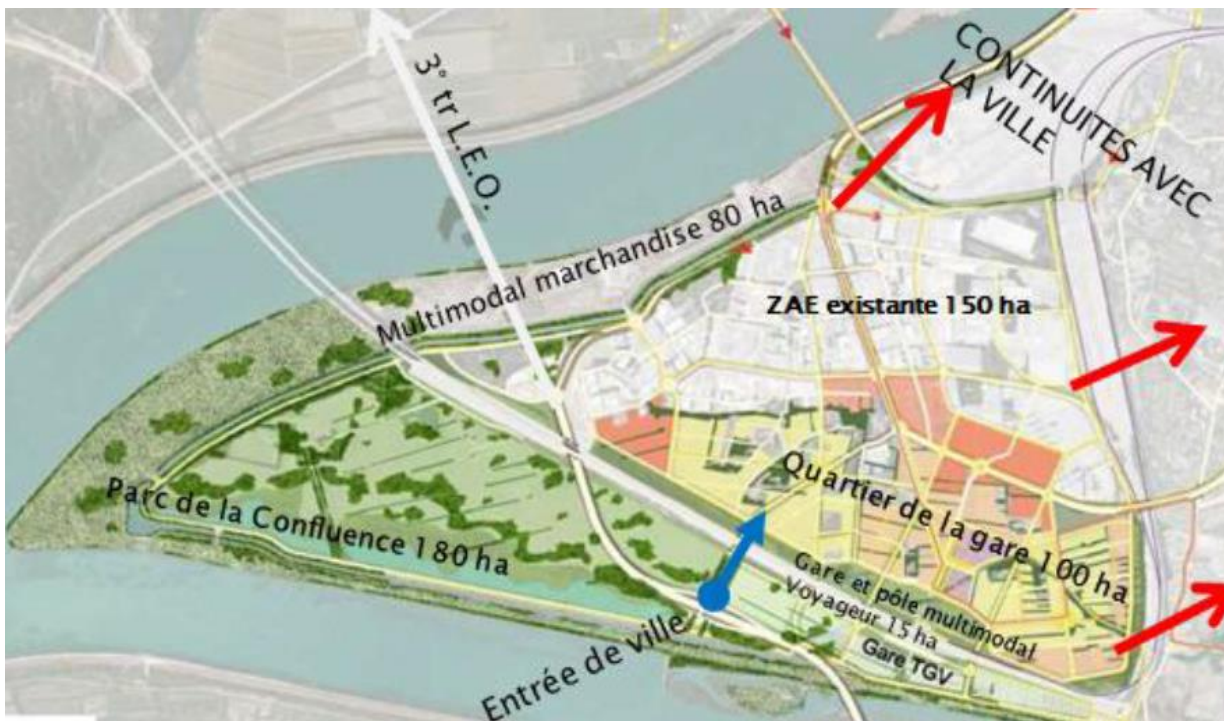 CONTINUITES AVEC
LA VILLE
3° tr L.E.O.
Multimodal marchandise 80 ha
ZAE existante 150 ha
Quartier de la gare 100 ha
Parc de la Confluence 180 ha
Gare et pôle multimodal
Voyageur 15 ha
Gare TGV
Entrée de ville